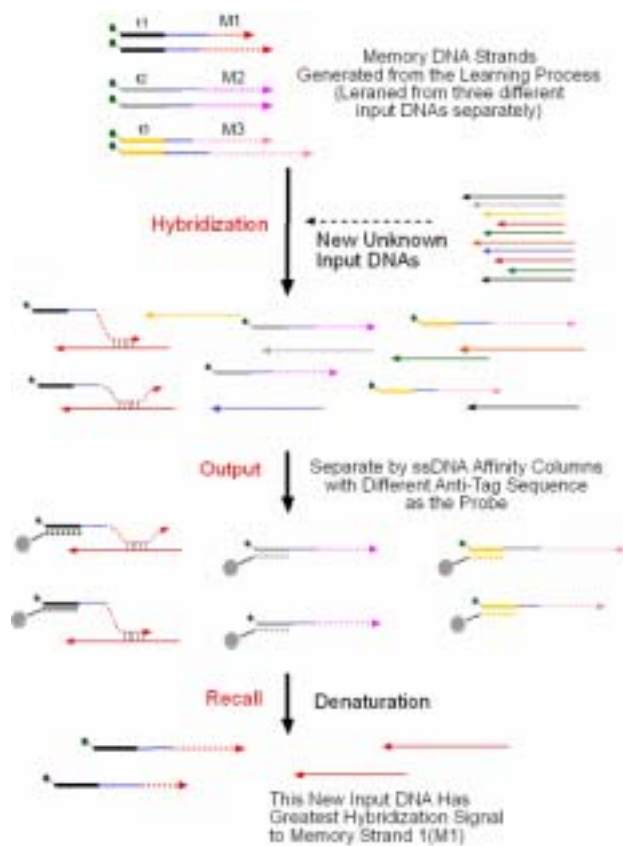 t1 M1
Memory DNA Strands
Generated from the Learning Process
(Leraned from three different
input DNAs separately)
t2 M2
t3 M3
Hybridization
New Unknown
Input DNAs
Output
Separate by ssDNA Affinity Columns
with Different Anti-Tag Sequence
as the Probe
Recall
Denaturation
This New Input DNA Has
Greatest Hybridization Signal
to Memory Strand 1(M1)